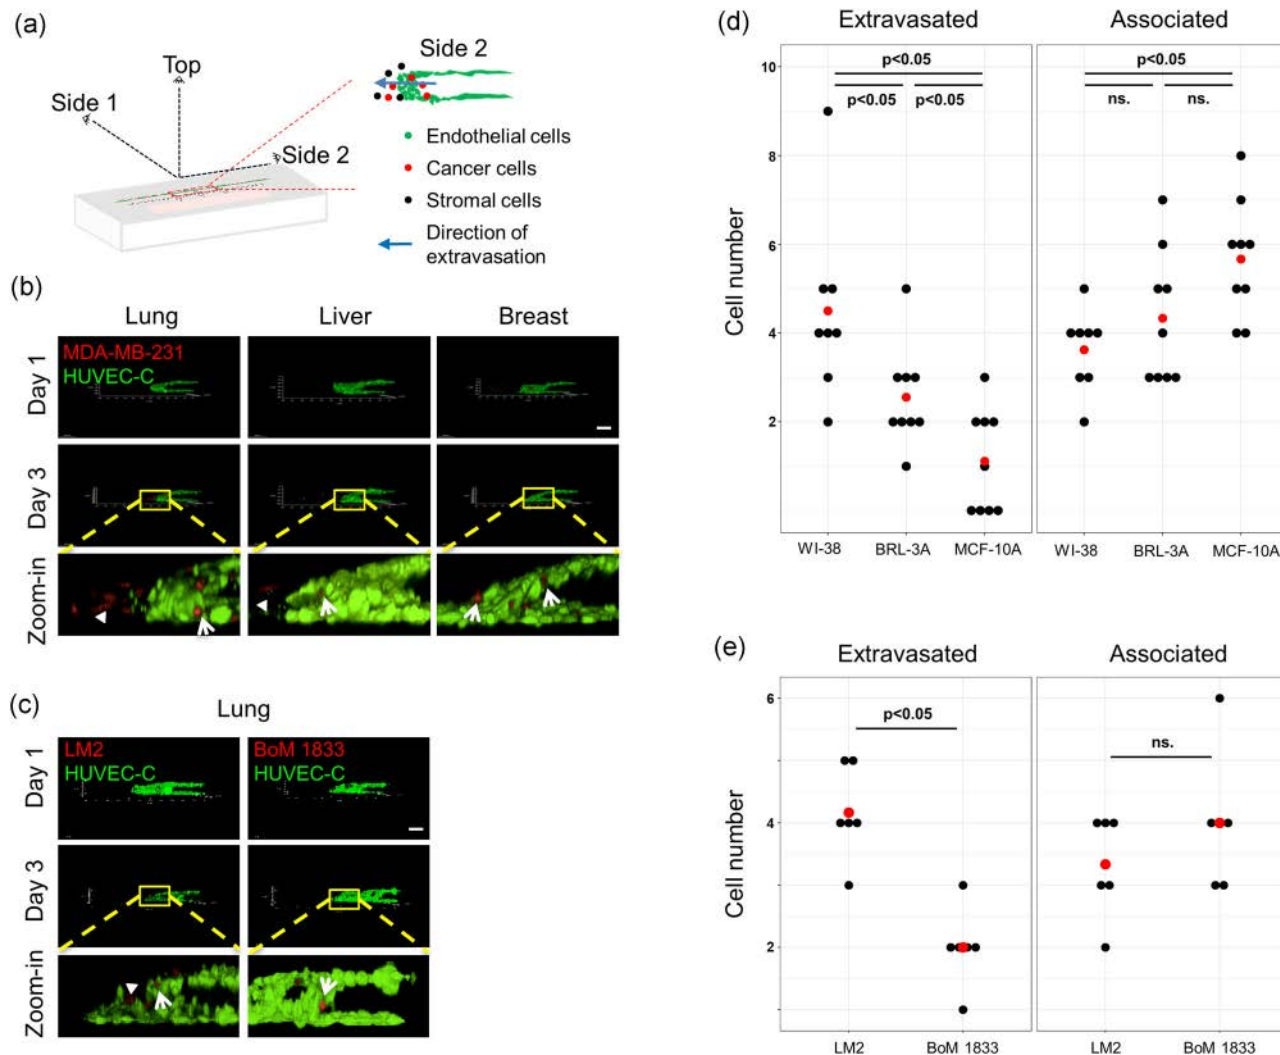 (a)
Top
Side 1
Side 2
Side 2
Endothelial cells
Cancer cells
Stromal cells
Direction of
extravasation
(b)
Lung
Liver
Breast
Day 1
MDA-MB-231
HUVEC-C
Day 3
Zoom-in
(c)
Lung
Day 1
LM2
HUVEC-C
BoM 1833
HUVEC-C
Day 3
Zoom-in
(d)
Extravasated
Associated
Cell number
10
8
6
4
2
p<0.05
p<0.05
p<0.05
p<0.05
ns.
ns.
WI-38
BRL-3A
MCF-10A
WI-38
BRL-3A
MCF-10A
(e)
Extravasated
Associated
Cell number
6
4
2
p<0.05
ns.
LM2
BoM 1833
LM2
BoM 1833